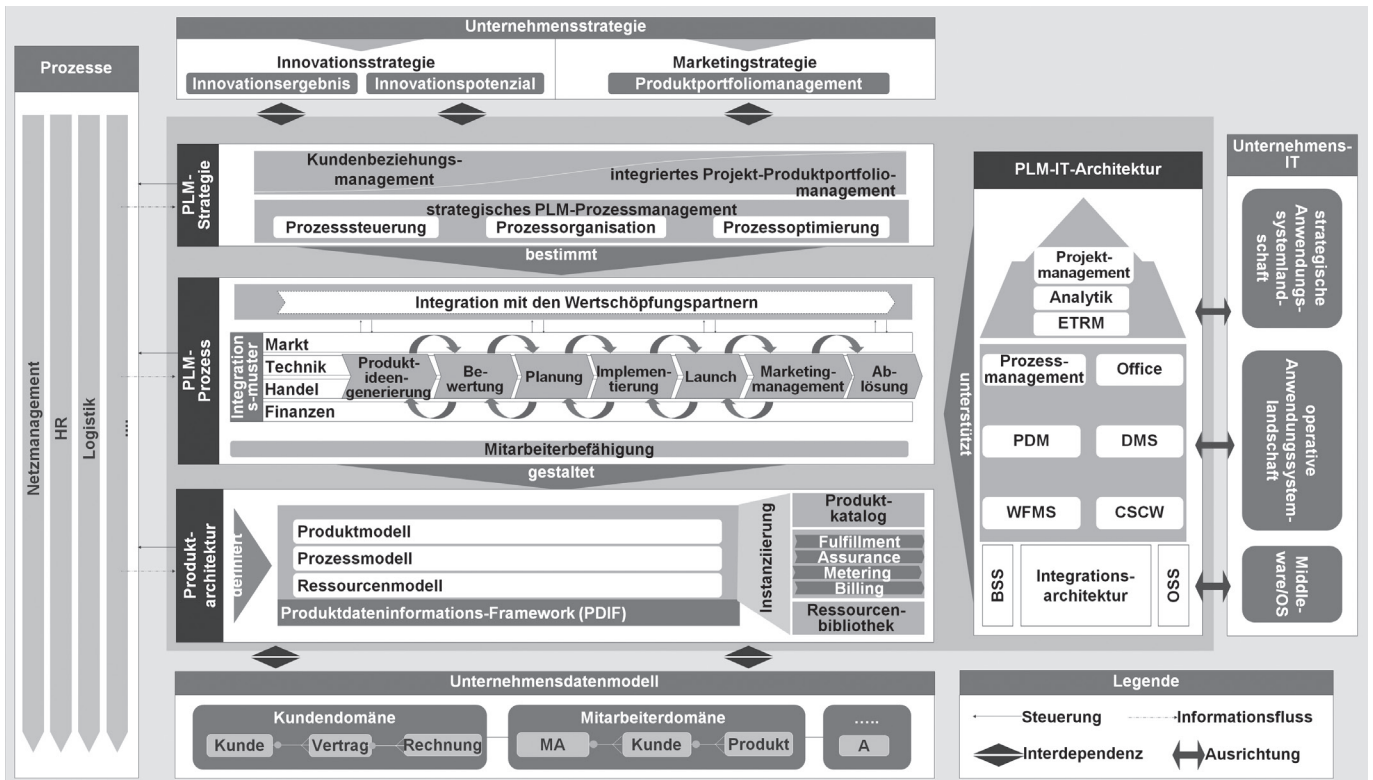 Unternehmensstrategie
Innovationsstrategie
Innovationsergebnis
Innovationspotenzial
Marketingstrategie
Produktportfoliomanagement
Prozesse
Netzmanagement
HR
Logistik
....
PLM-
Strategie
Kundenbeziehungs-
management
integriertes Projekt-Produktportfolio-
management
strategisches PLM-Prozessmanagement
Prozesssteuerung
Prozessorganisation
Prozessoptimierung
bestimmt
PLM-
Prozess
Integration mit den Wertschöpfungspartnern
Integration
s-muster
Markt
Technik
Handel
Finanzen
Produkt-
ideen-
generierung
Be-
wertung
Planung
Implemen-
tierung
Launch
Marketing-
management
Ab-
lösung
Mitarbeiterbefähigung
gestaltet
Produkt-
architektur
definiert
Produktmodell
Prozessmodell
Ressourcenmodell
Produktdateninformations-Framework (PDIF)
Instanziierung
Produkt-
katalog
Fulfillment
Assurance
Metering
Billing
Ressourcen-
bibliothek
unterstützt
PLM-IT-Architektur
Projekt-
management
Analytik
ETRM
Prozess-
management
Office
PDM
DMS
WFMS
CSCW
BSS
Integrations-
architektur
OSS
Unternehmens-
IT
strategische
Anwendungs-
systemland-
schaft
operative
Anwendungssystem-
landschaft
Middle-
ware/OS
Unternehmensdatenmodell
Kundendomäne
Kunde
Vertrag
Rechnung
Mitarbeiterdomäne
MA
Kunde
Produkt
.....
A
Legende
Steuerung
Informationsfluss
Interdependenz
Ausrichtung